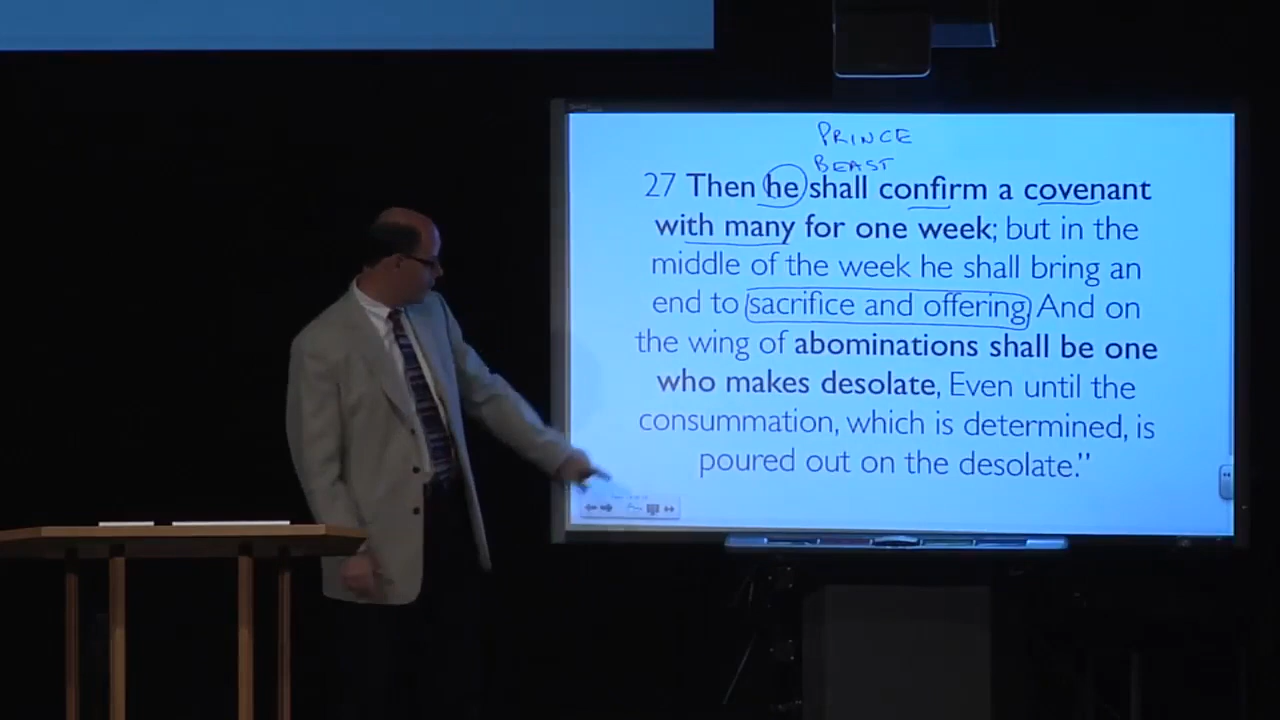 PRINCE
BEAST
27 Then he shall confirm a covenant
with many for one week; but in the
middle of the week he shall bring an
end to sacrifice and offering. And on
the wing of abominations shall be one
who makes desolate, Even until the
consummation, which is determined, is
poured out on the desolate."